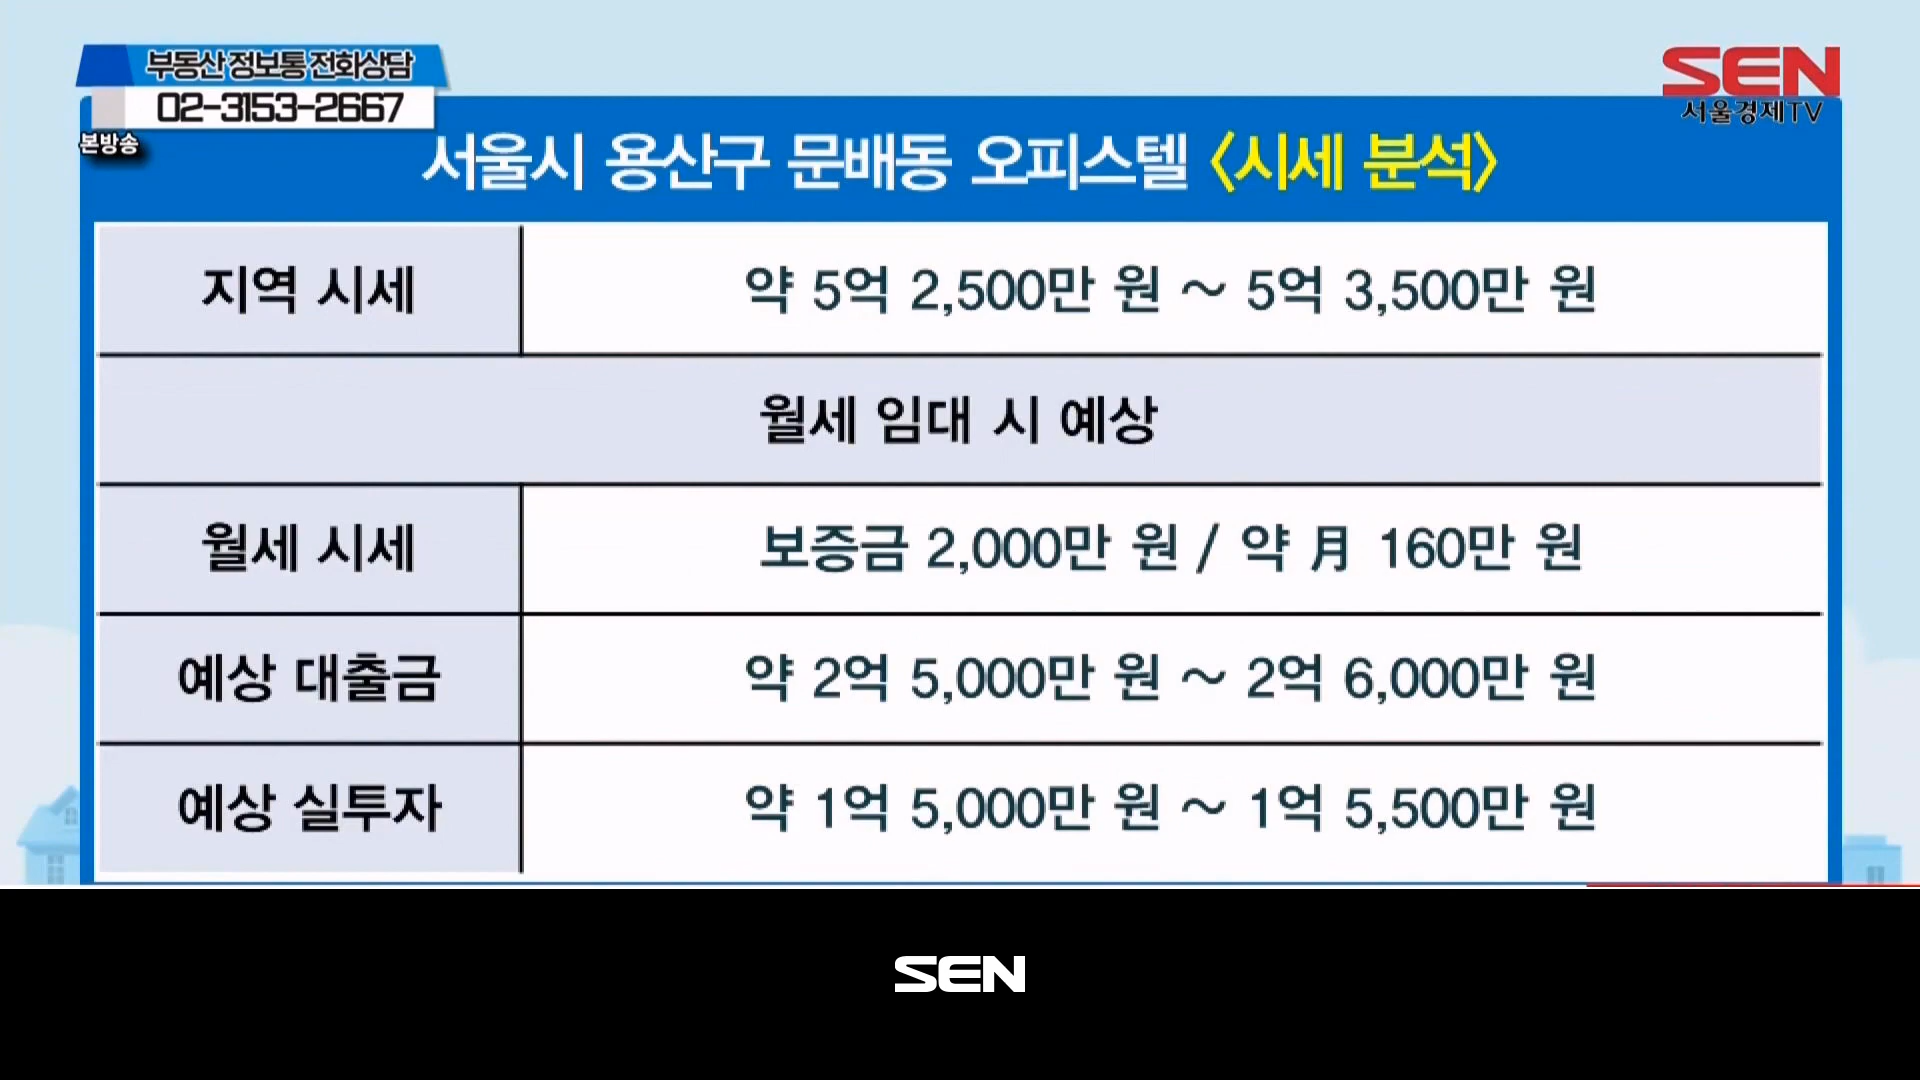 부동산 정보통 전화상담
02-3153-2667
본방송
SEN
서울경제TV
서울시 용산구 문배동 오피스텔 <시세 분석>
지역 시세 약 5억 2,500만 원 ~ 5억 3,500만 원
월세 임대 시 예상
월세 시세 보증금 2,000만 원 / 약 月 160만 원
예상 대출금 약 2억 5,000만 원 ~ 2억 6,000만 원
예상 실투자 약 1억 5,000만 원 ~ 1억 5,500만 원
SEN